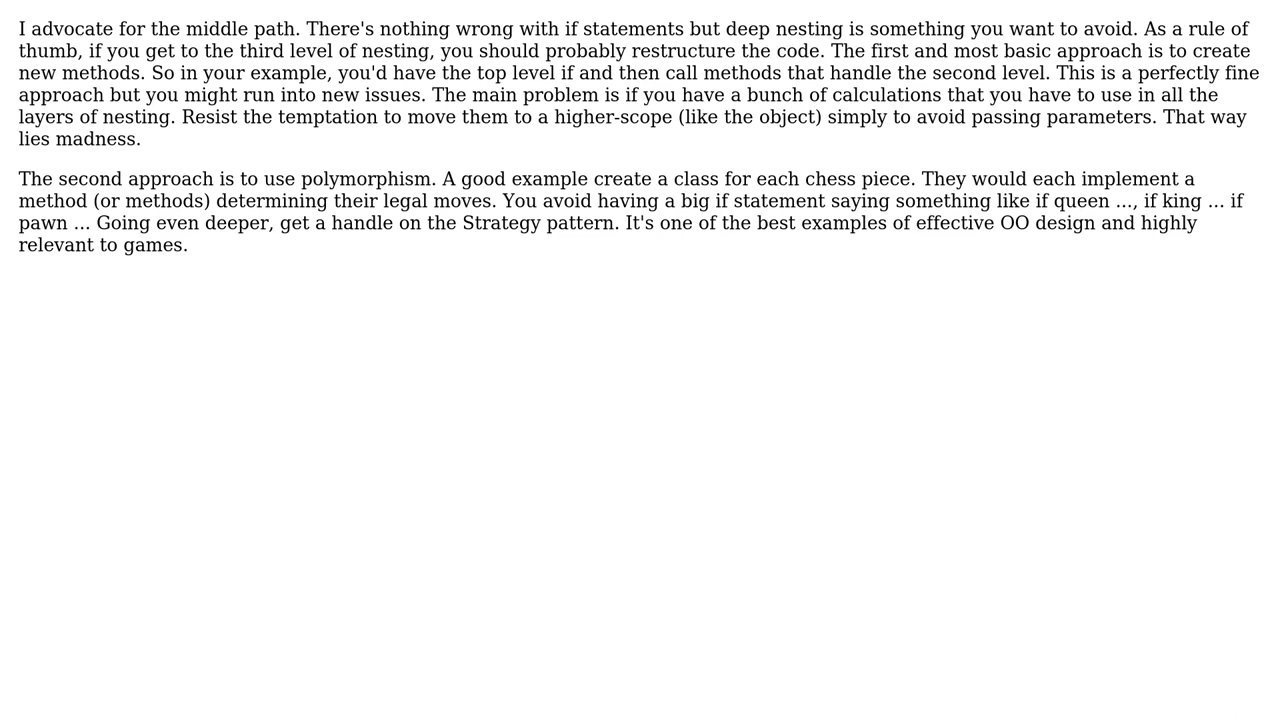 I advocate for the middle path. There's nothing wrong with if statements but deep nesting is something you want to avoid. As a rule of
thumb, if you get to the third level of nesting, you should probably restructure the code. The first and most basic approach is to create
new methods. So in your example, you'd have the top level if and then call methods that handle the second level. This is a perfectly fine
approach but you might run into new issues. The main problem is if you have a bunch of calculations that you have to use in all the
layers of nesting. Resist the temptation to move them to a higher-scope (like the object) simply to avoid passing parameters. That way
lies madness.
The second approach is to use polymorphism. A good example create a class for each chess piece. They would each implement a
method (or methods) determining their legal moves. You avoid having a big if statement saying something like if queen ..., if king ... if
pawn ... Going even deeper, get a handle on the Strategy pattern. It's one of the best examples of effective OO design and highly
relevant to games.